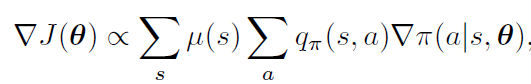 ∇J(θ) ∝ ∑_s μ(s) ∑_a q_π(s, a)∇π(a|s, θ),